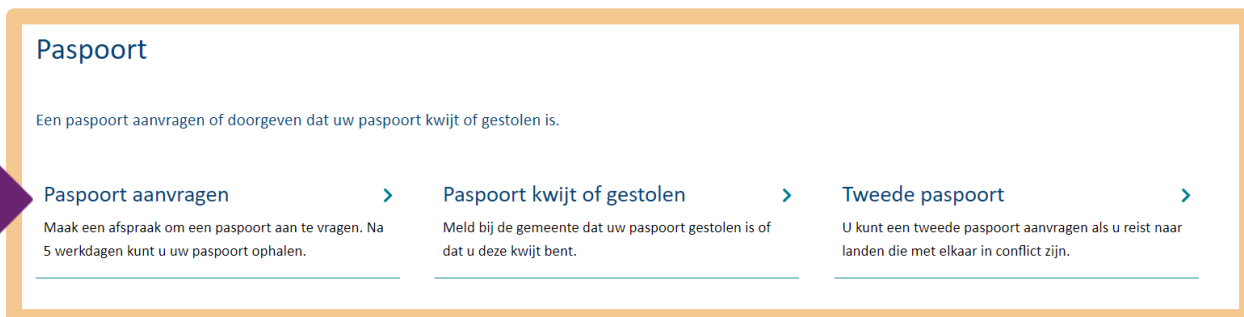 Paspoort
Een paspoort aanvragen of doorgeven dat uw paspoort kwijt of gestolen is.
Paspoort aanvragen
Maak een afspraak om een paspoort aan te vragen. Na
5 werkdagen kunt u uw paspoort ophalen.
Paspoort kwijt of gestolen
Meld bij de gemeente dat uw paspoort gestolen is of
dat u deze kwijt bent.
Tweede paspoort
U kunt een tweede paspoort aanvragen als u reist naar
landen die met elkaar in conflict zijn.